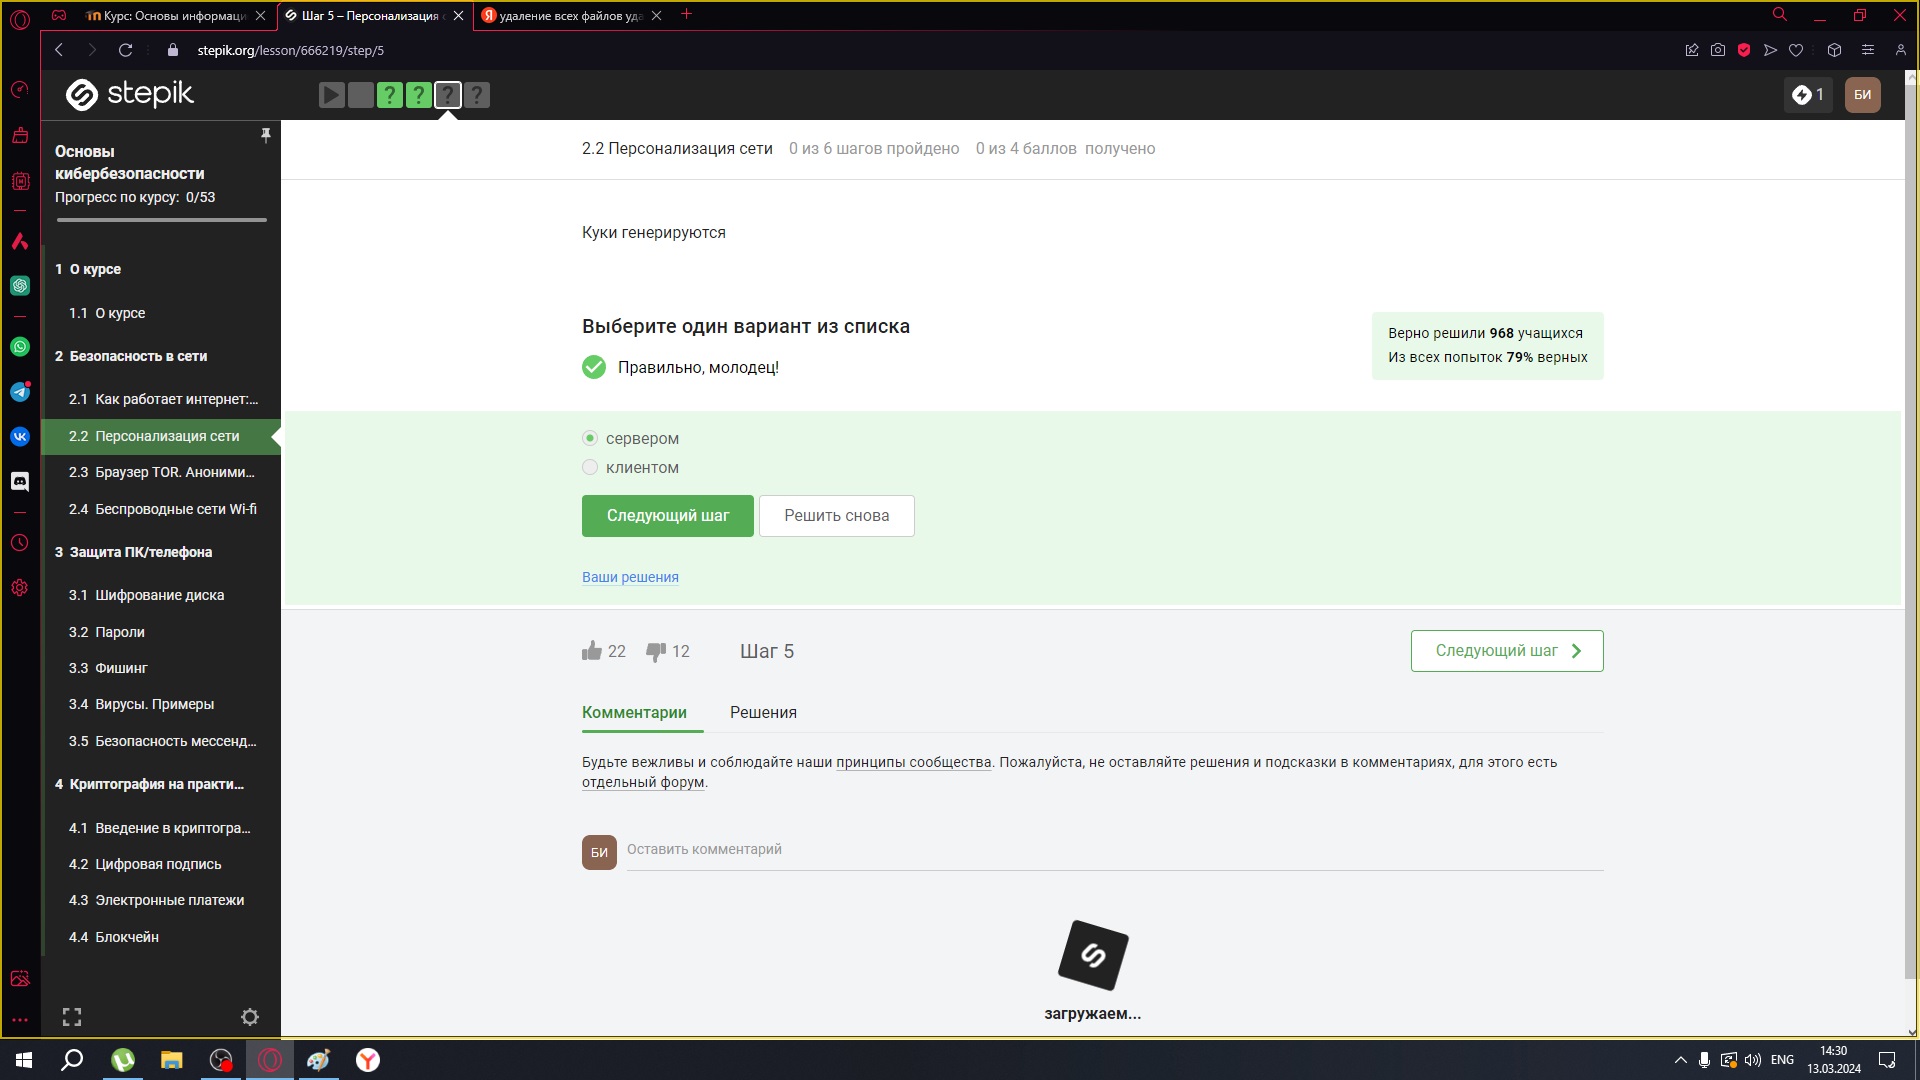 Курс: Основы информаци
Шаг 5 – Персонализация с
удаление всех файлов уда
stepik.org/lesson/666219/step/5
stepik
1
БИ
Основы
кибербезопасности
Прогресс по курсу: 0/53
1 О курсе
1.1 О курсе
2 Безопасность в сети
2.1 Как работает интернет:...
2.2 Персонализация сети
2.3 Браузер TOR. Аноними...
2.4 Беспроводные сети Wi-fi
3 Защита ПК/телефона
3.1 Шифрование диска
3.2 Пароли
3.3 Фишинг
3.4 Вирусы. Примеры
3.5 Безопасность мессенд...
4 Криптография на практи...
4.1 Введение в криптогра...
4.2 Цифровая подпись
4.3 Электронные платежи
4.4 Блокчейн
2.2 Персонализация сети 0 из 6 шагов пройдено 0 из 4 баллов получено
Куки генерируются
Выберите один вариант из списка
Правильно, молодец!
Верно решили 968 учащихся
Из всех попыток 79% верных
сервером
клиентом
Следующий шаг
Решить снова
Ваши решения
22
12
Шаг 5
Следующий шаг
Комментарии
Решения
Будьте вежливы и соблюдайте наши принципы сообщества. Пожалуйста, не оставляйте решения и подсказки в комментариях, для этого есть
отдельный форум.
БИ
Оставить комментарий
загружаем...
ENG
14:30
13.03.2024